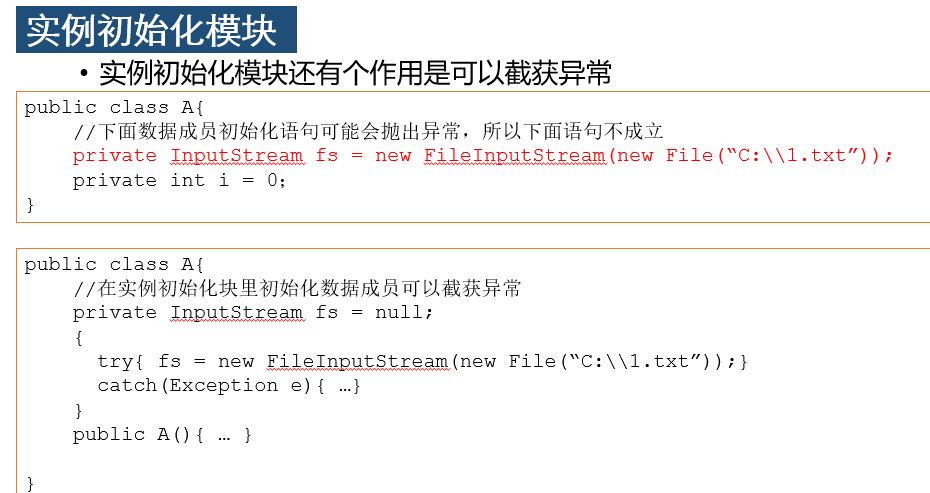 实例初始化模块
• 实例初始化模块还有个作用是可以截获异常
public class A{
//下面数据成员初始化语句可能会抛出异常，所以下面语句不成立
private InputStream fs = new FileInputStream(new File(“C:\\1.txt”));
private int i = 0;
}
public class A{
//在实例初始化块里初始化数据成员可以截获异常
private InputStream fs = null;
{
try{ fs = new FileInputStream(new File(“C:\\1.txt”));}
catch(Exception e){ …}
}
public A(){ … }
}